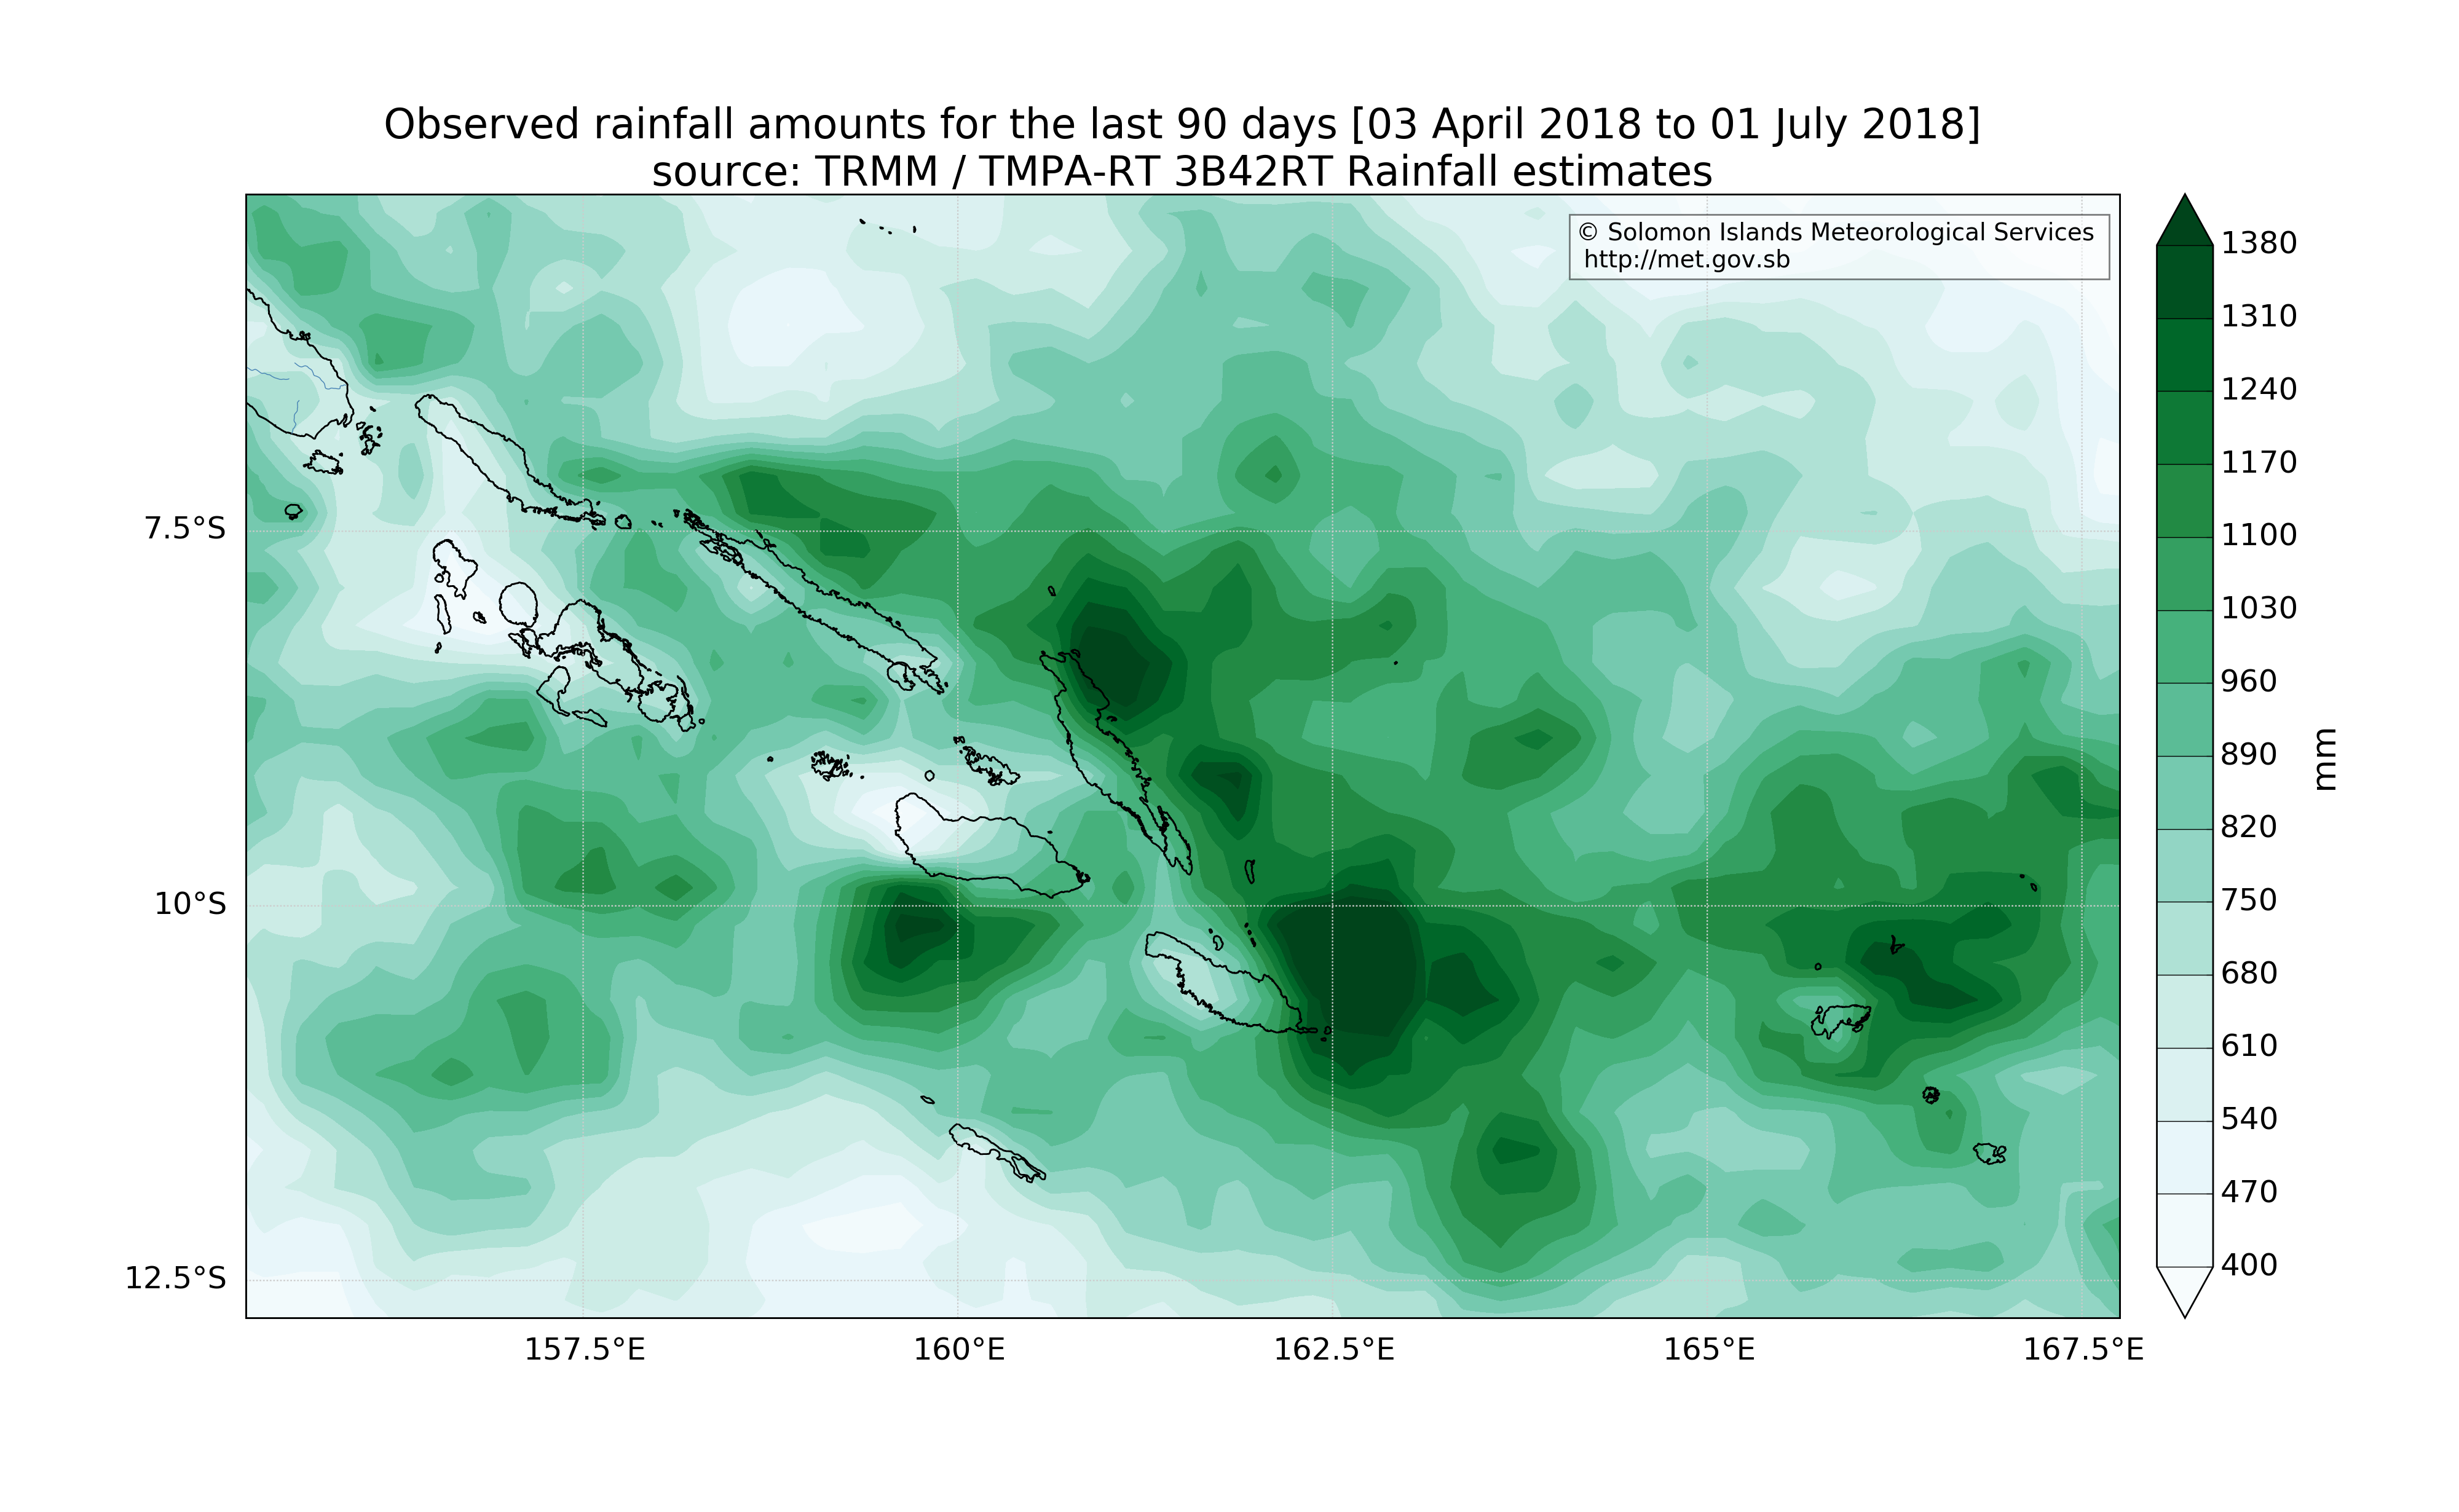 Observed rainfall amounts for the last 90 days [03 April 2018 to 01 July 2018]
source: TRMM / TMPA-RT 3B42RT Rainfall estimates
© Solomon Islands Meteorological Services
http://met.gov.sb
7.5°S
10°S
12.5°S
157.5°E
160°E
162.5°E
165°E
167.5°E
1380
1310
1240
1170
1100
1030
960
890
820
750
680
610
540
470
400
mm